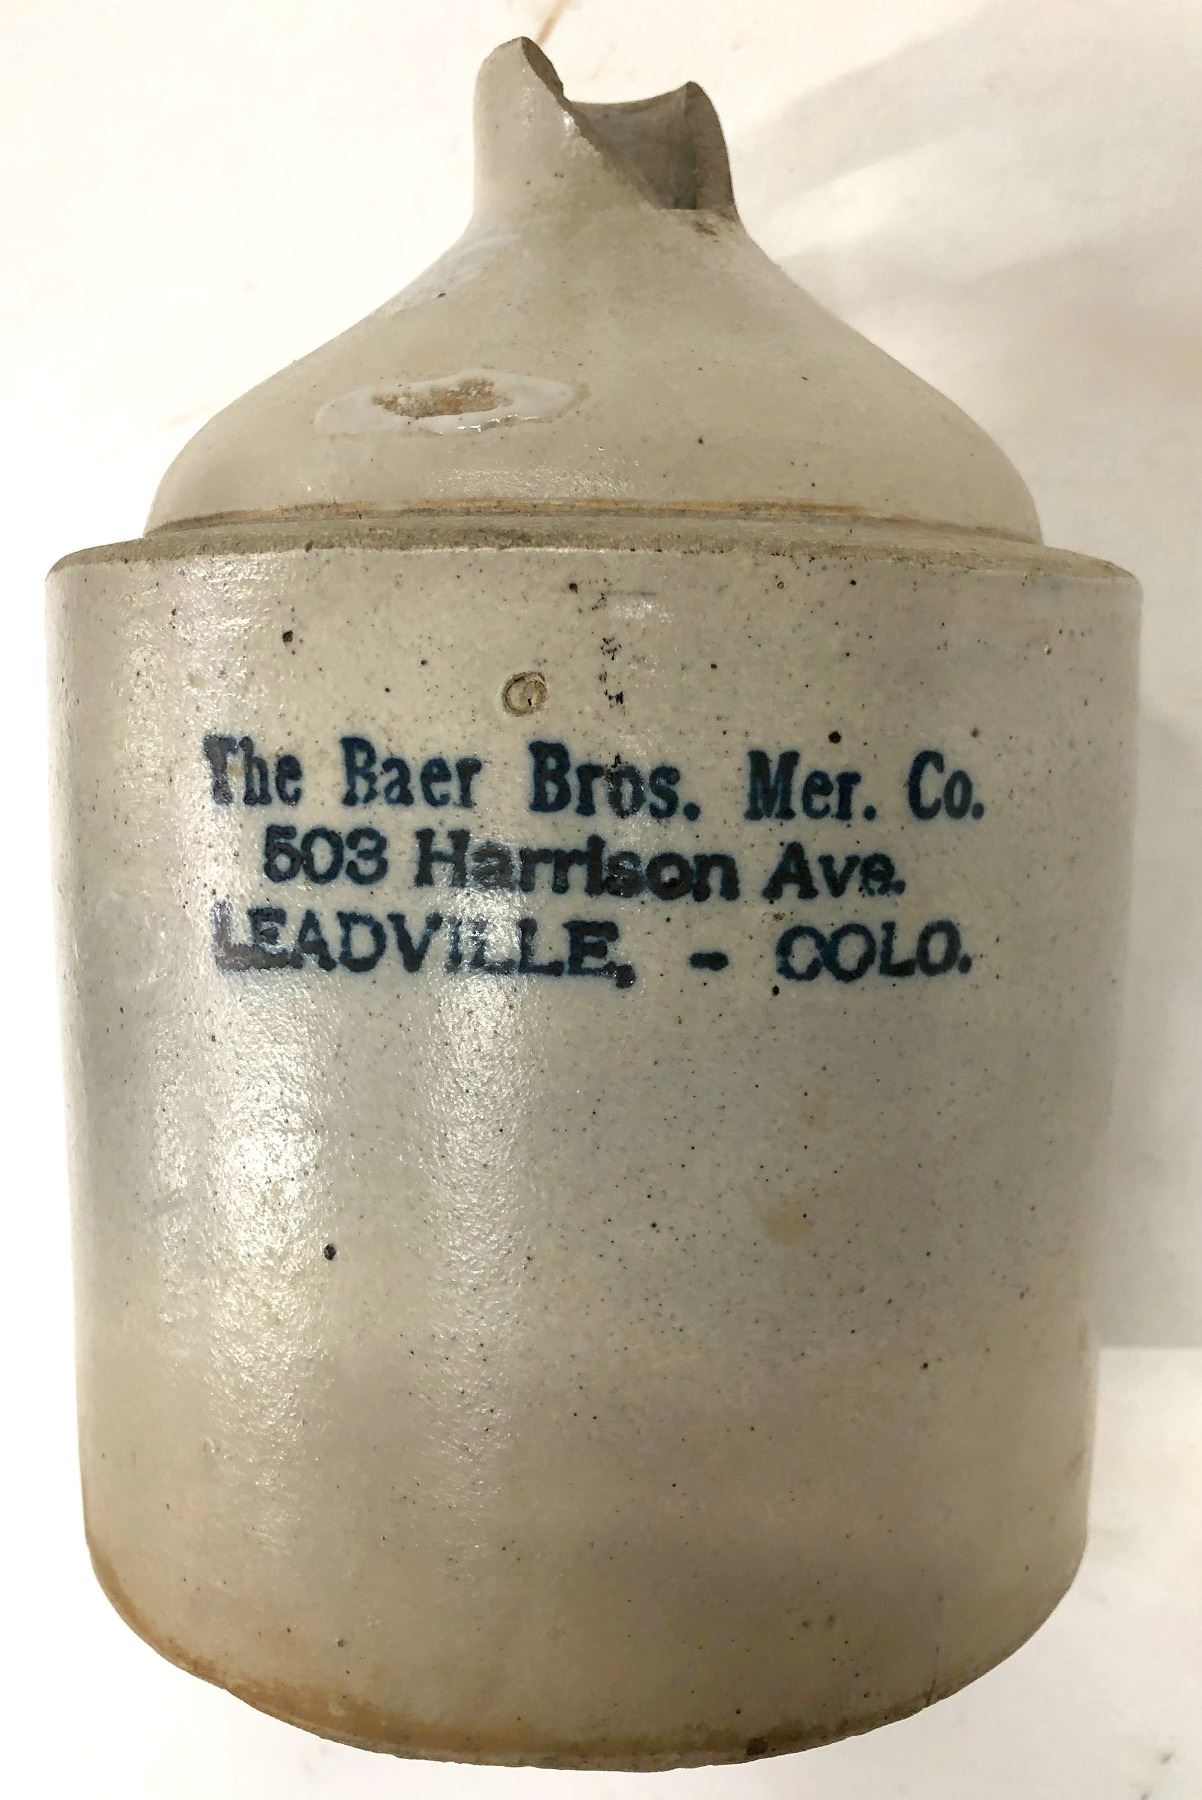 The Baer Bros. Mer. Co.
503 Harrison Ave.
LEADVILLE, - COLO.